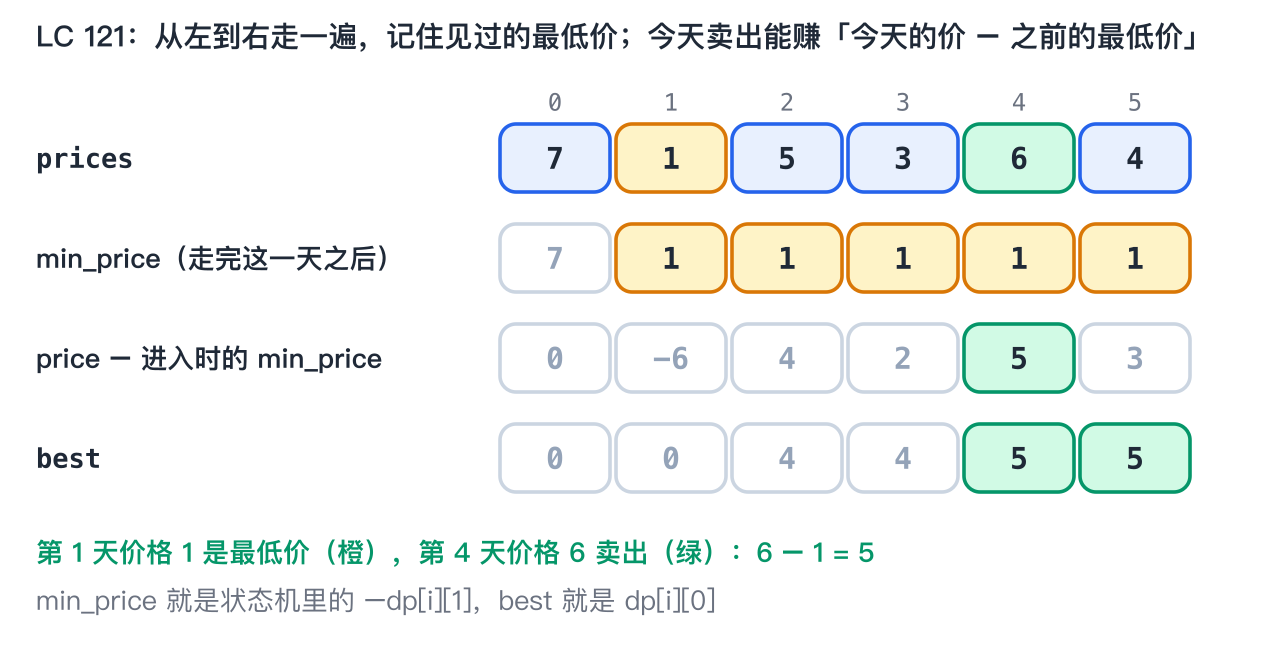 LC 121：从左到右走一遍，记住见过的最低价；今天卖出能赚「今天的价 − 之前的最低价」
0 1 2 3 4 5
prices 7 1 5 3 6 4
min_price（走完这一天之后） 7 1 1 1 1 1
price − 进入时的 min_price 0 −6 4 2 5 3
best 0 0 4 4 5 5
第 1 天价格 1 是最低价（橙），第 4 天价格 6 卖出（绿）：6 − 1 = 5
min_price 就是状态机里的 −dp[i][1]，best 就是 dp[i][0]